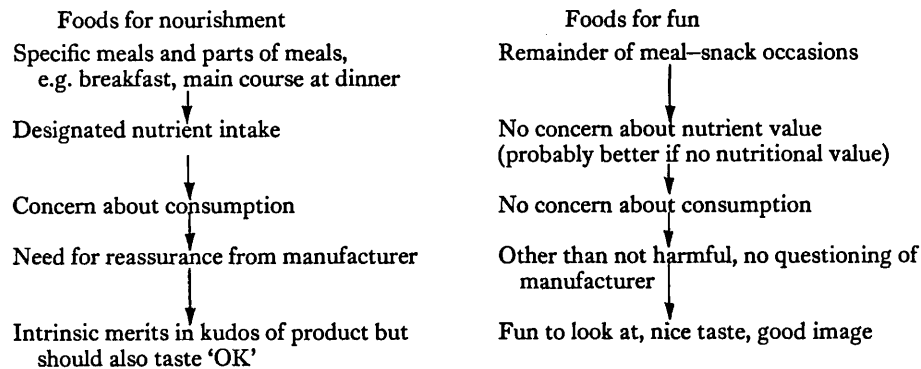 Foods for nourishment
Specific meals and parts of meals,
e.g. breakfast, main course at dinner
Designated nutrient intake
Concern about consumption
Need for reassurance from manufacturer
Intrinsic merits in kudos of product but
should also taste ‘OK’
Foods for fun
Remainder of meal–snack occasions
No concern about nutrient value
(probably better if no nutritional value)
No concern about consumption
Other than not harmful, no questioning of
manufacturer
Fun to look at, nice taste, good image